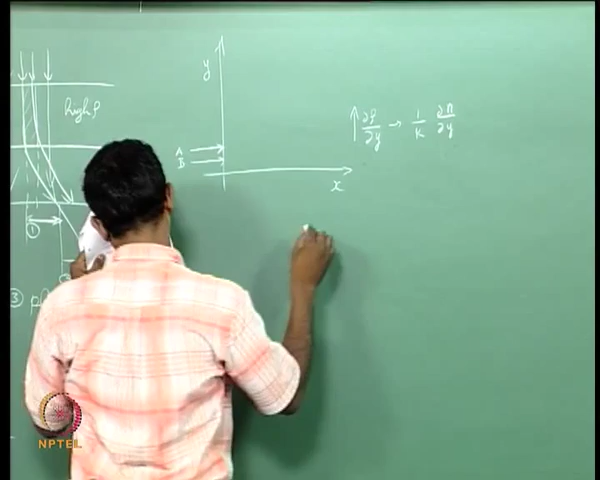 high ρ
①
③
y
A
B
x
↑ ∂ρ/∂y → 1/K ∂n/∂y
NPTEL